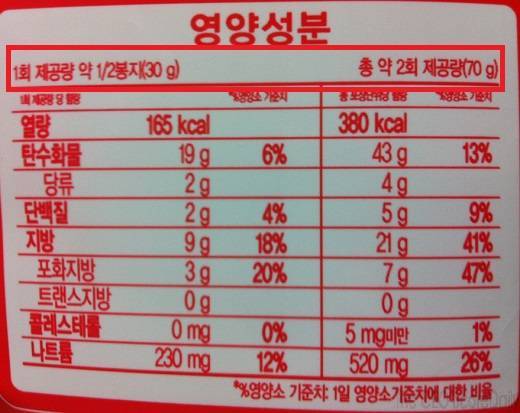 영양성분
1회 제공량 약 1/2봉지(30 g) 총 약 2회 제공량(70 g)
1회 제공량 당 함량 %영양소 기준치 총 %영양소 기준치
열량 165 kcal 380 kcal
탄수화물 19 g 6% 43 g 13%
당류 2 g 4 g
단백질 2 g 4% 5 g 9%
지방 9 g 18% 21 g 41%
포화지방 3 g 20% 7 g 47%
트랜스지방 0 g 0 g
콜레스테롤 0 mg 0% 5 mg미만 1%
나트륨 230 mg 12% 520 mg 26%
%영양소 기준치: 1일 영양소기준치에 대한 비율